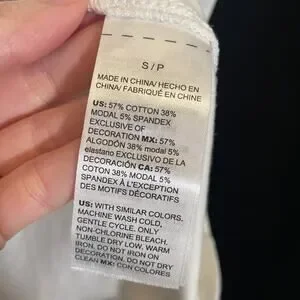 S / P
MADE IN CHINA/ HECHO EN
CHINA/ FABRIQUÉ EN CHINE
US: 57% COTTON 38%
MODAL 5% SPANDEX
EXCLUSIVE OF
DECORATION MX: 57%
ALGODÓN 38% MODAL 5%
elastano EXCLUSIVO DE LA
DECORACIÓN CA: 57%
COTON 38% MODAL 5%
SPANDEX À L'EXCEPTION
DES MOTIFS DÉCORATIFS
US: WITH SIMILAR COLORS.
MACHINE WASH COLD,
GENTLE CYCLE. ONLY
NON-CHLORINE BLEACH,
TUMBLE DRY LOW, WARM
IRON, DO NOT IRON ON
DECORATION, DO NOT DRY
CLEAN MX: CON COLORES